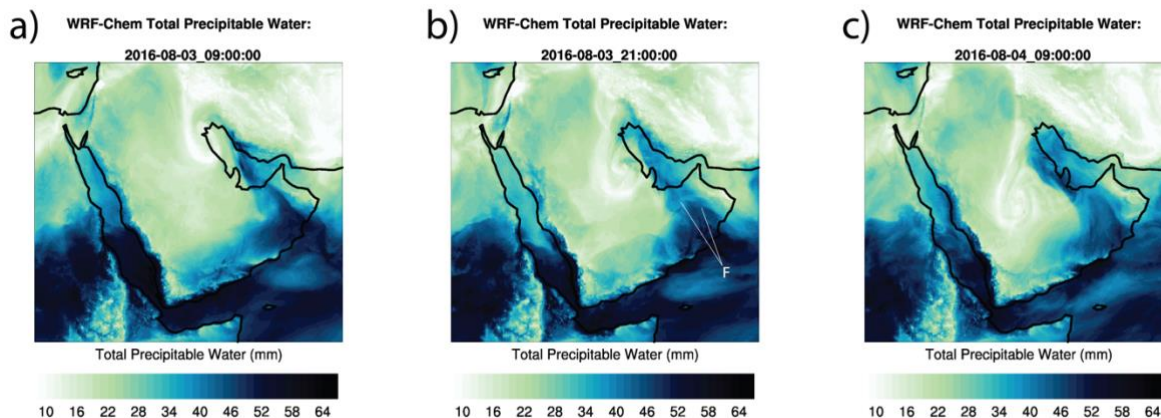 a)
WRF-Chem Total Precipitable Water:
2016-08-03_09:00:00
Total Precipitable Water (mm)
10 16 22 28 34 40 46 52 58 64
b)
WRF-Chem Total Precipitable Water:
2016-08-03_21:00:00
F
Total Precipitable Water (mm)
10 16 22 28 34 40 46 52 58 64
c)
WRF-Chem Total Precipitable Water:
2016-08-04_09:00:00
Total Precipitable Water (mm)
10 16 22 28 34 40 46 52 58 64